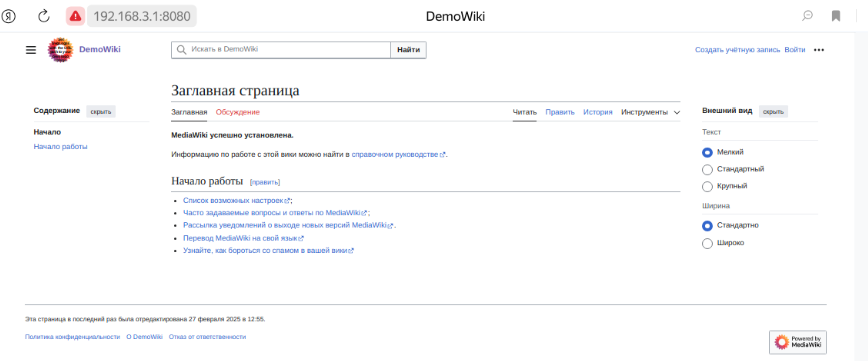 Я
192.168.3.1:8080
DemoWiki
DemoWiki
Искать в DemoWiki
Найти
Создать учётную запись Войти
Содержание скрыть
Начало
Начало работы
Заглавная страница
Заглавная Обсуждение Читать Править История Инструменты
MediaWiki успешно установлена.
Информацию по работе с этой вики можно найти в справочном руководстве.
Начало работы [править]
Список возможных настроек;
Часто задаваемые вопросы и ответы по MediaWiki;
Рассылка уведомлений о выходе новых версий MediaWiki.
Перевод MediaWiki на свой язык
Узнайте, как бороться со спамом в вашей вики
Внешний вид скрыть
Текст
Мелкий
Стандартный
Крупный
Ширина
Стандартно
Широко
Эта страница в последний раз была отредактирована 27 февраля 2025 в 12:55.
Политика конфиденциальности О DemoWiki Отказ от ответственности
Powered by
MediaWiki